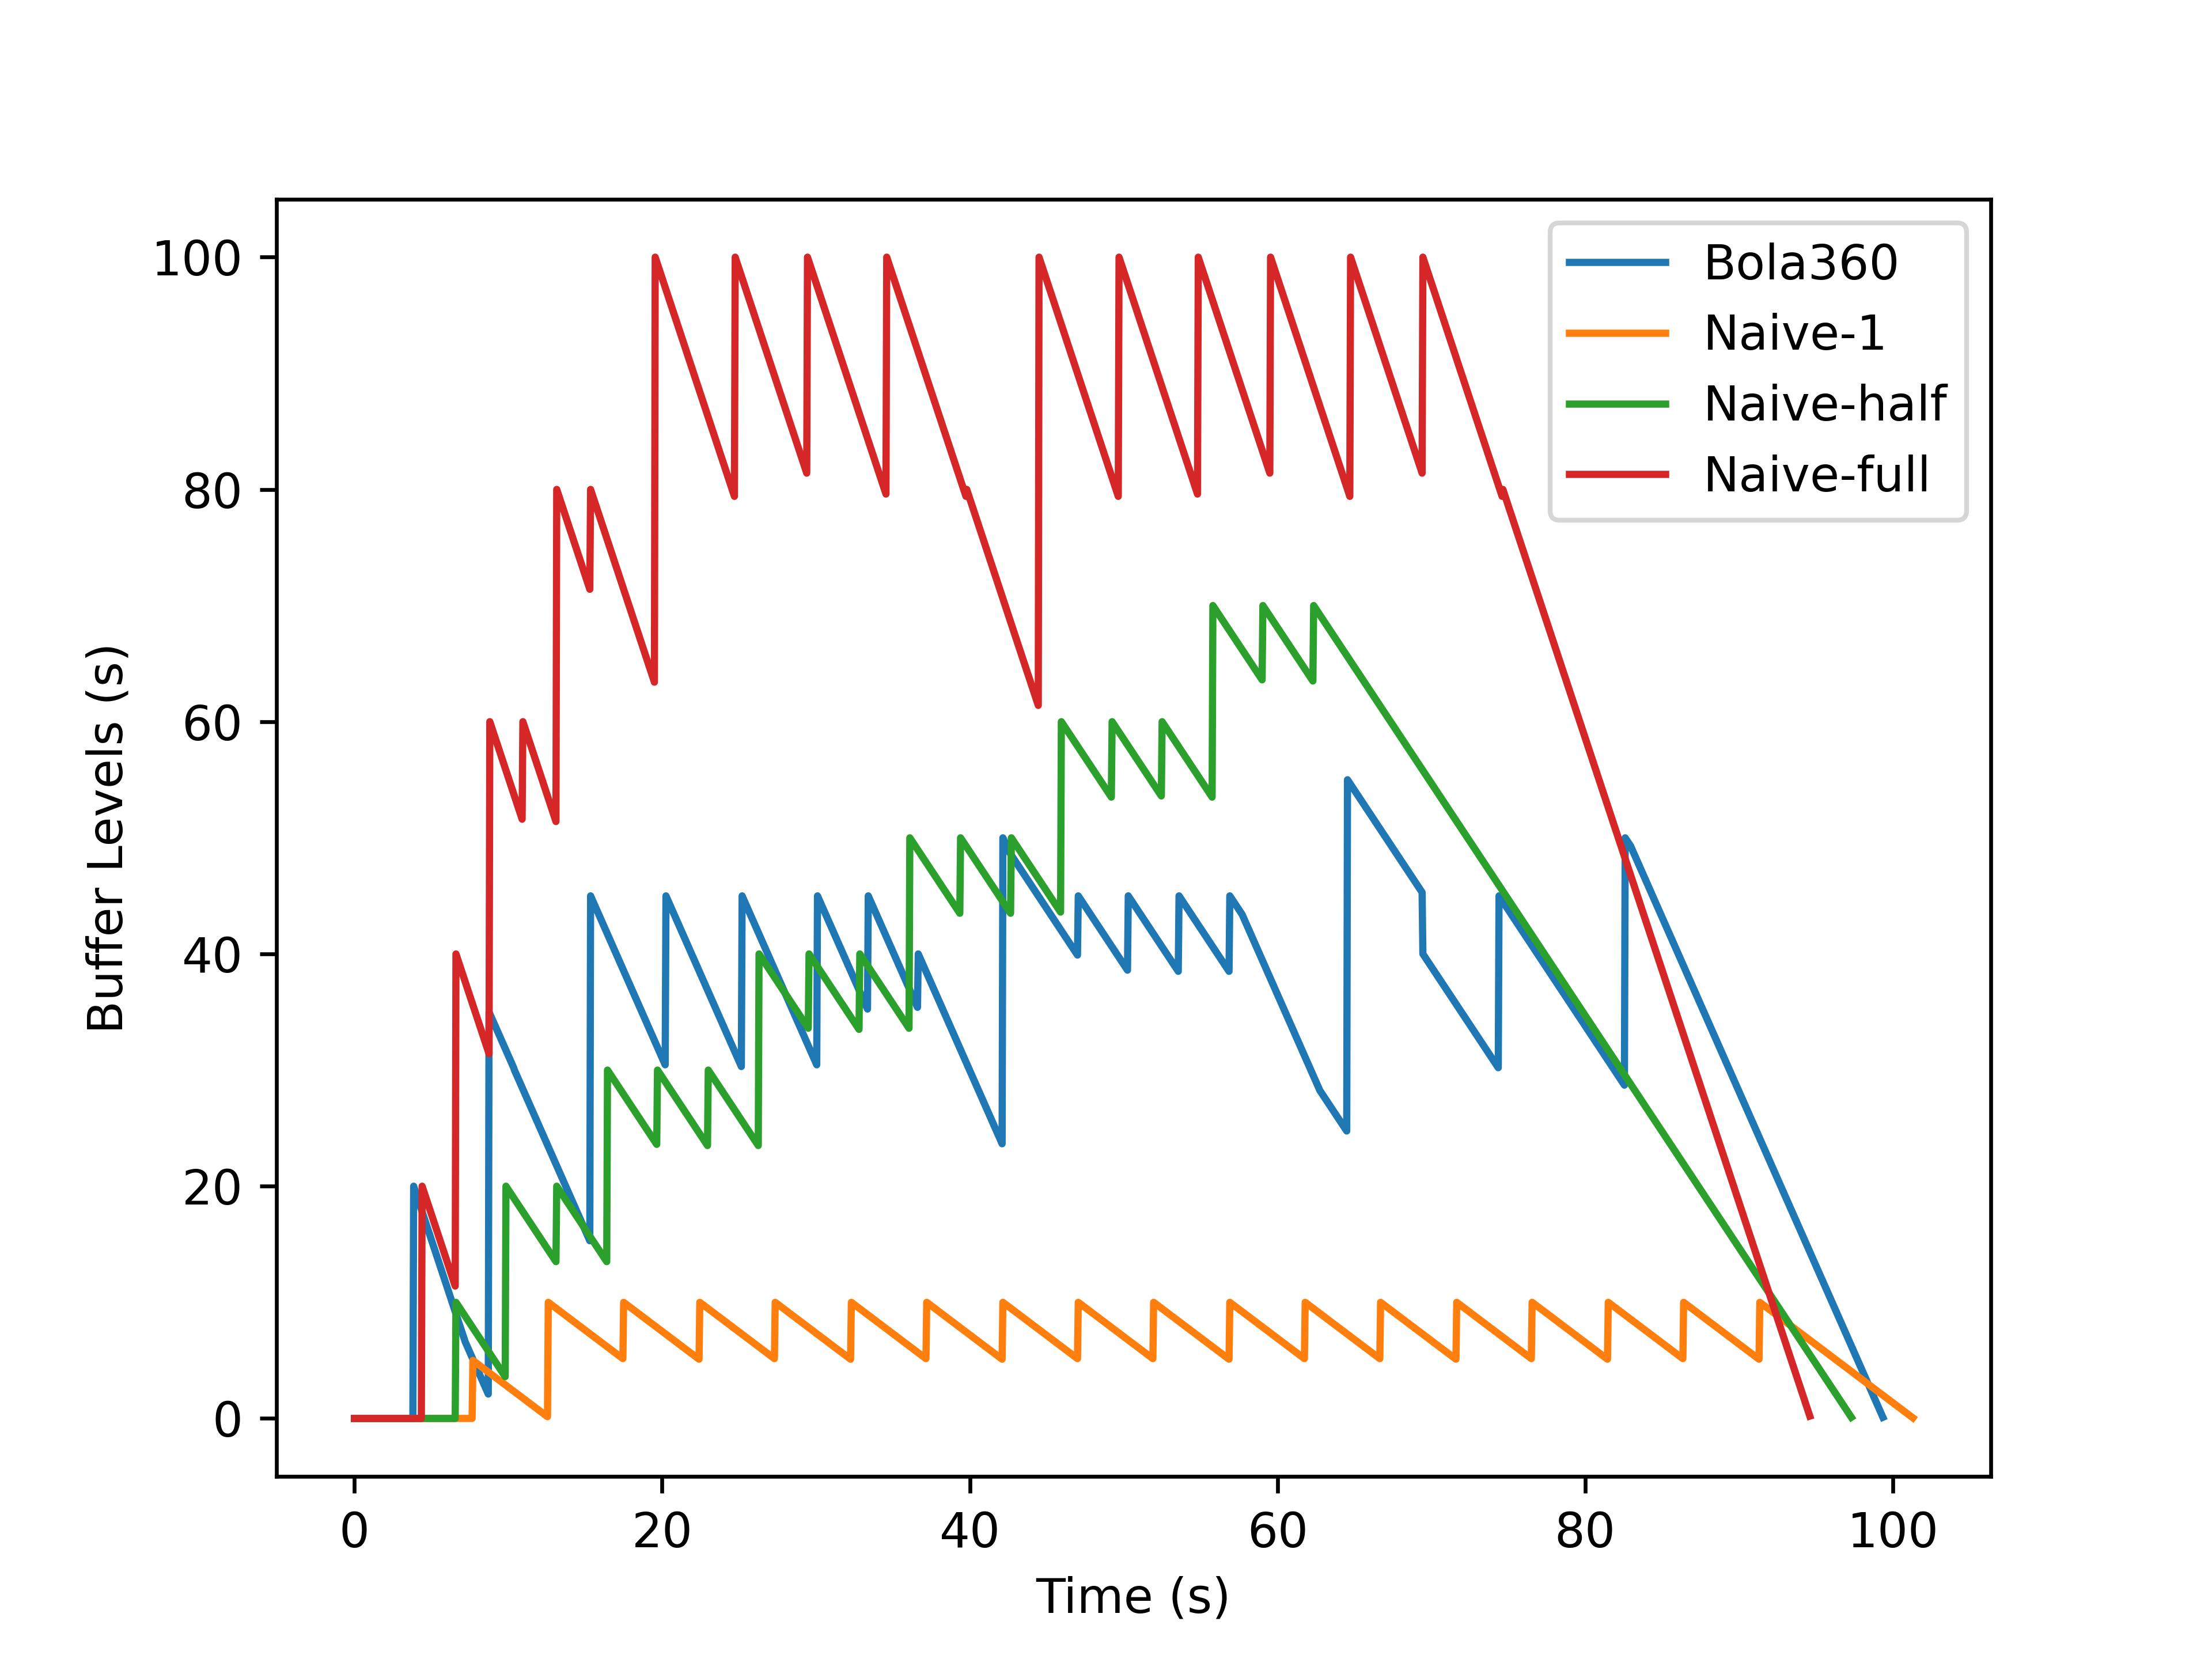 Bola360
Naive-1
Naive-half
Naive-full
100
80
60
40
20
0
Buffer Levels (s)
0 20 40 60 80 100
Time (s)